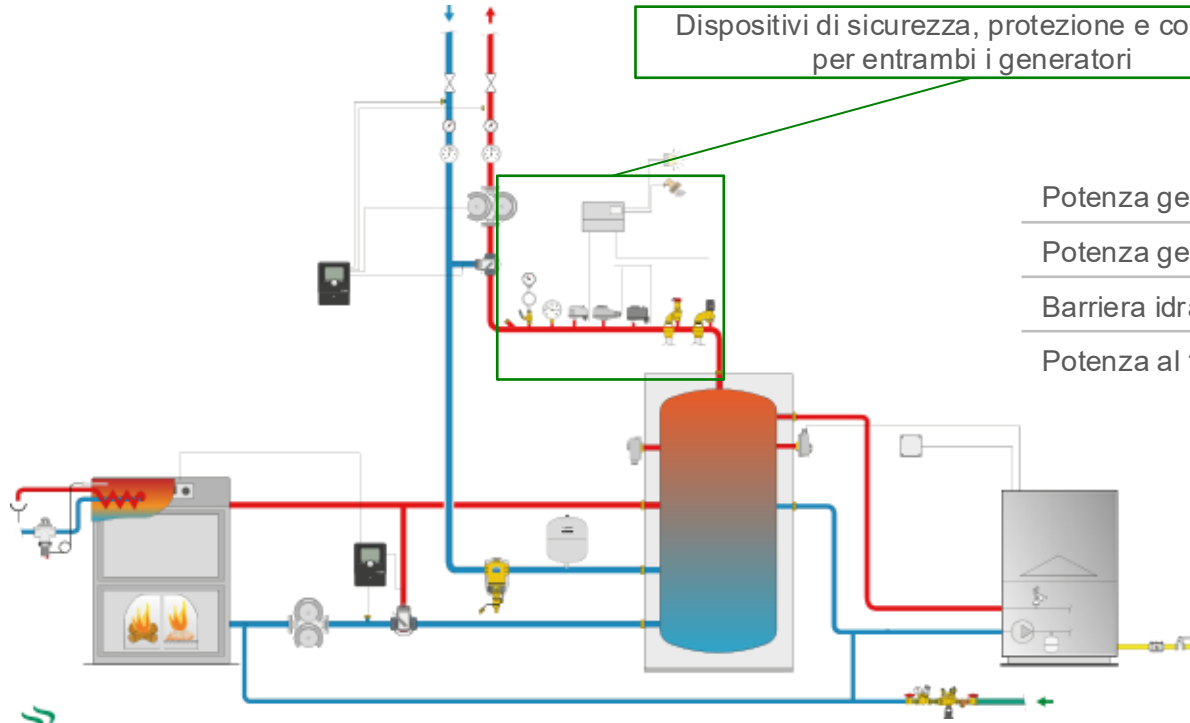 Dispositivi di sicurezza, protezione e co
per entrambi i generatori
Potenza ge
Potenza ge
Barriera idra
Potenza al